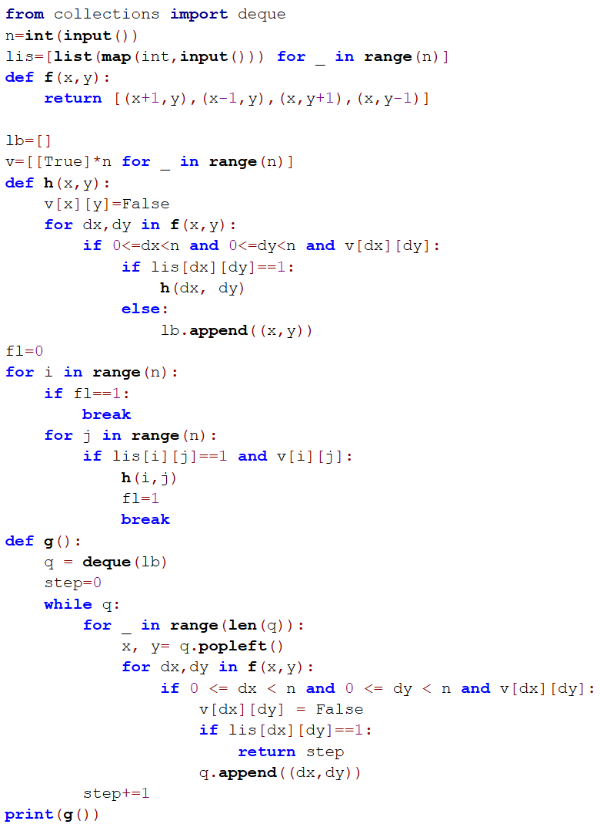 from collections import deque
n=int(input())
lis=[list(map(int,input())) for _ in range(n)]
def f(x,y):
    return [(x+1,y),(x-1,y),(x,y+1),(x,y-1)]

lb=[]
v=[[True]*n for _ in range(n)]
def h(x,y):
    v[x][y]=False
    for dx,dy in f(x,y):
        if 0<=dx<n and 0<=dy<n and v[dx][dy]:
            if lis[dx][dy]==1:
                h(dx, dy)
            else:
                lb.append((x,y))
fl=0
for i in range(n):
    if fl==1:
        break
    for j in range(n):
        if lis[i][j]==1 and v[i][j]:
            h(i,j)
            fl=1
            break
def g():
    q = deque(lb)
    step=0
    while q:
        for _ in range(len(q)):
            x, y= q.popleft()
            for dx,dy in f(x,y):
                if 0 <= dx < n and 0 <= dy < n and v[dx][dy]:
                    v[dx][dy] = False
                    if lis[dx][dy]==1:
                        return step
                    q.append((dx,dy))
        step+=1
print(g())